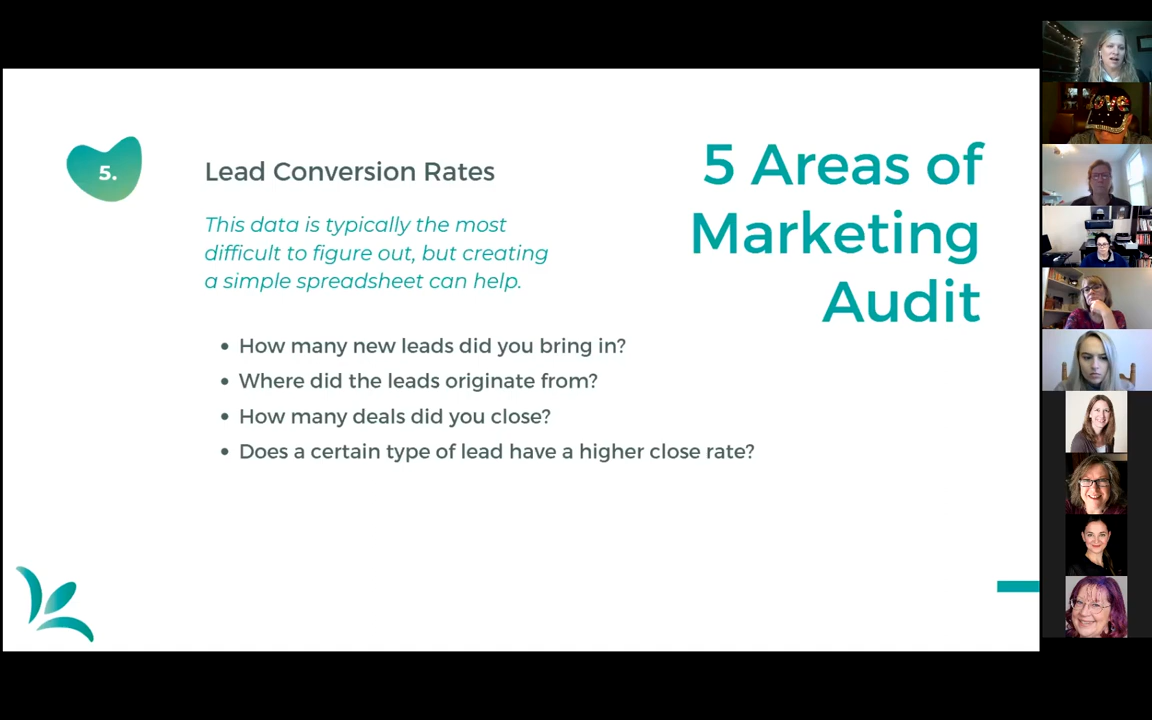 5.
Lead Conversion Rates
This data is typically the most
difficult to figure out, but creating
a simple spreadsheet can help.
How many new leads did you bring in?
Where did the leads originate from?
How many deals did you close?
Does a certain type of lead have a higher close rate?
5 Areas of
Marketing
Audit
love